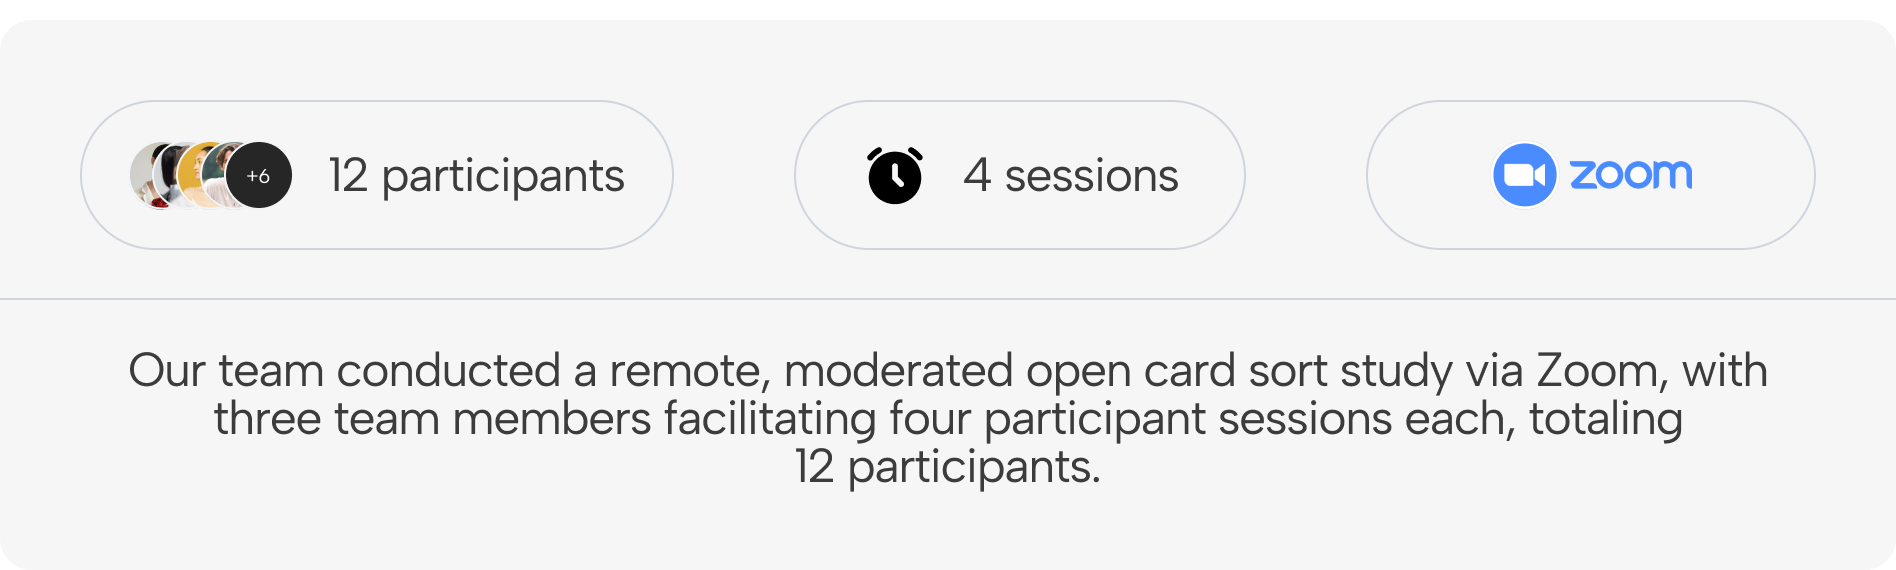 +6
12 participants
4 sessions
zoom
Our team conducted a remote, moderated open card sort study via Zoom, with
three team members facilitating four participant sessions each, totaling
12 participants.